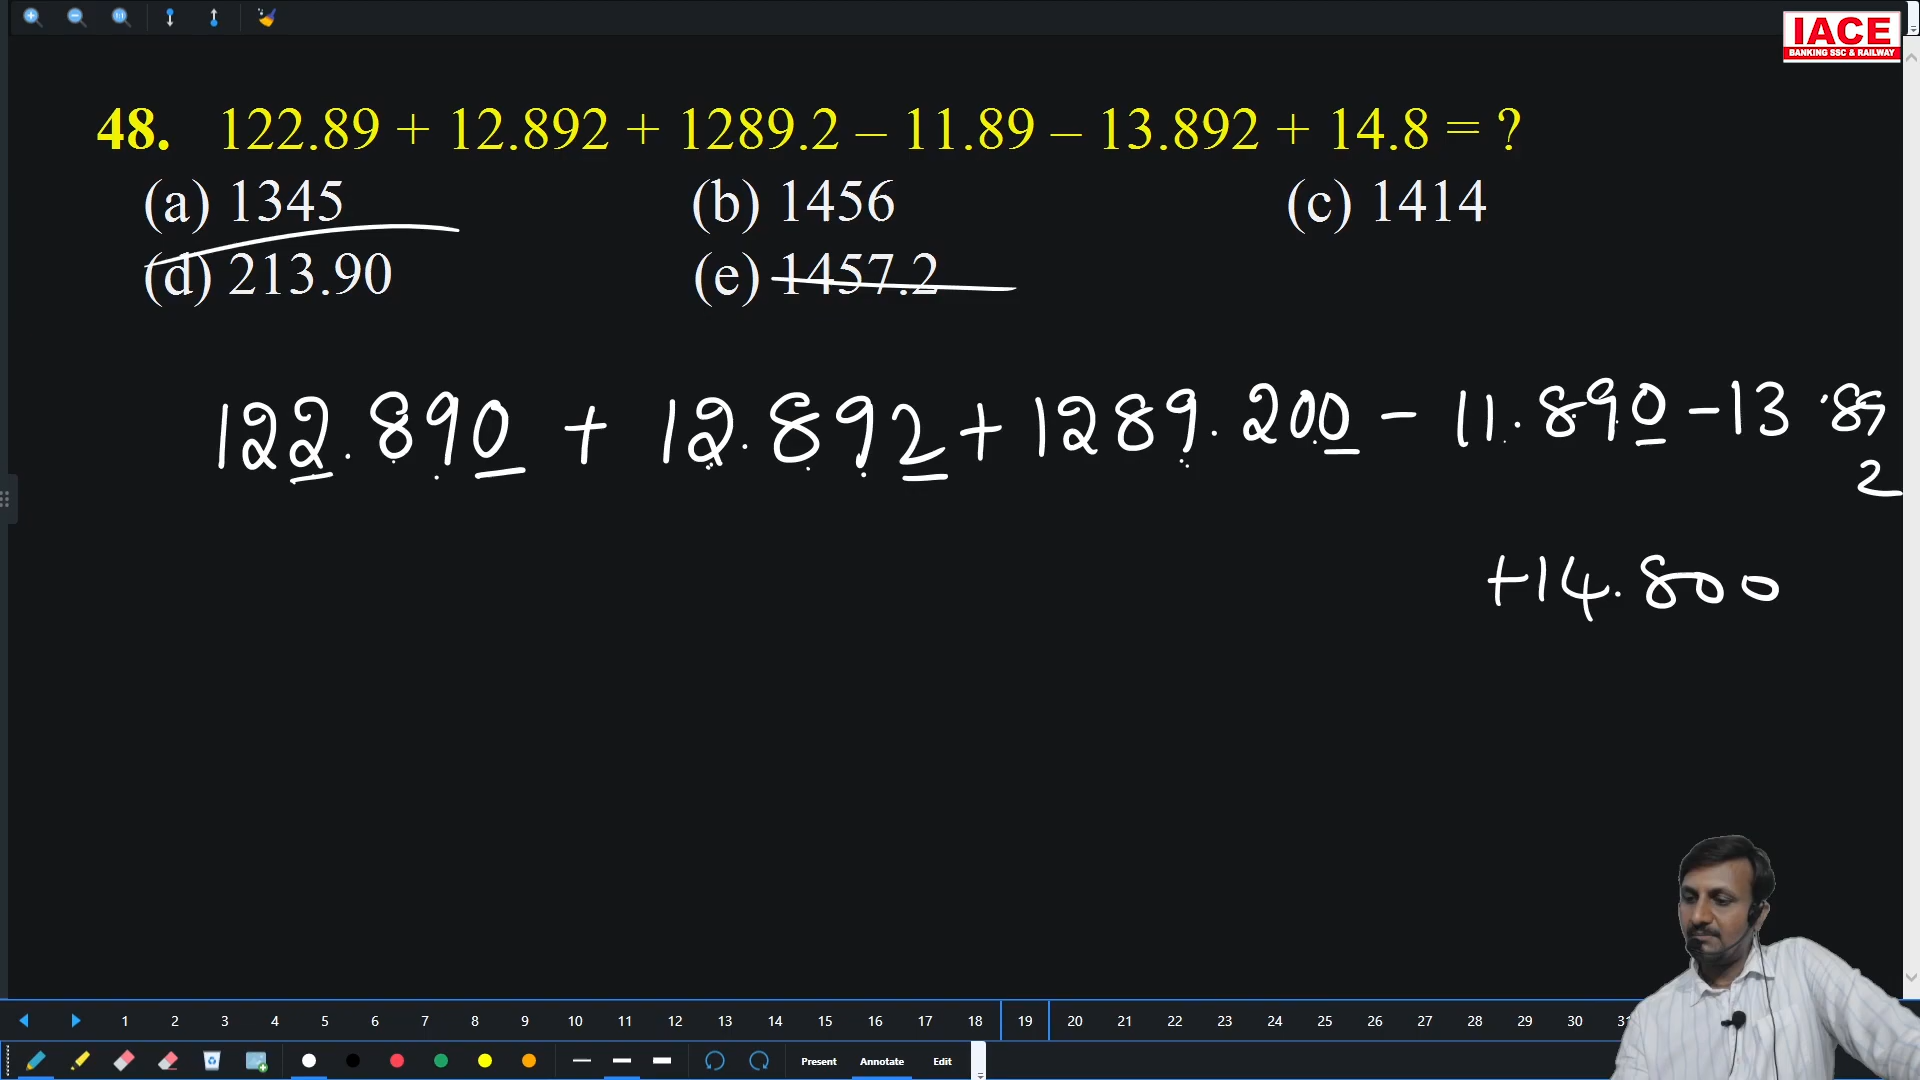 IACE
BANKING SSC & RAILWAY
48. 122.89 + 12.892 + 1289.2 – 11.89 – 13.892 + 14.8 = ?
(a) 1345 (b) 1456 (c) 1414
(d) 213.90 (e) 1457.2
122.890 + 12.892 + 1289.200 - 11.890 - 13.89
2
+14.800
1 2 3 4 5 6 7 8 9 10 11 12 13 14 15 16 17 18 19 20 21 22 23 24 25 26 27 28 29 30 31
Present Annotate Edit